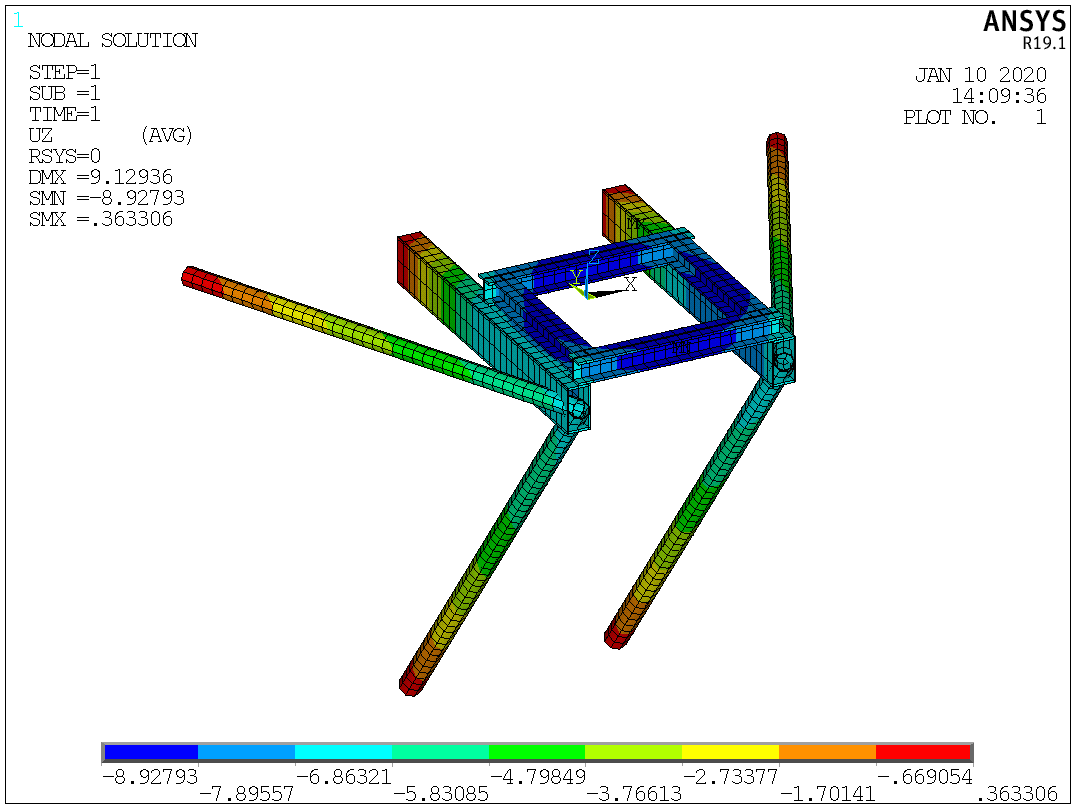 1
NODAL SOLUTION
STEP=1
SUB =1
TIME=1
UZ (AVG)
RSYS=0
DMX =9.12936
SMN =-8.92793
SMX =.363306
ANSYS
R19.1
JAN 10 2020
14:09:36
PLOT NO. 1
MN
Z
Y
X
-8.92793 -6.86321 -4.79849 -2.73377 -.669054
-7.89557 -5.83085 -3.76613 -1.70141 .363306